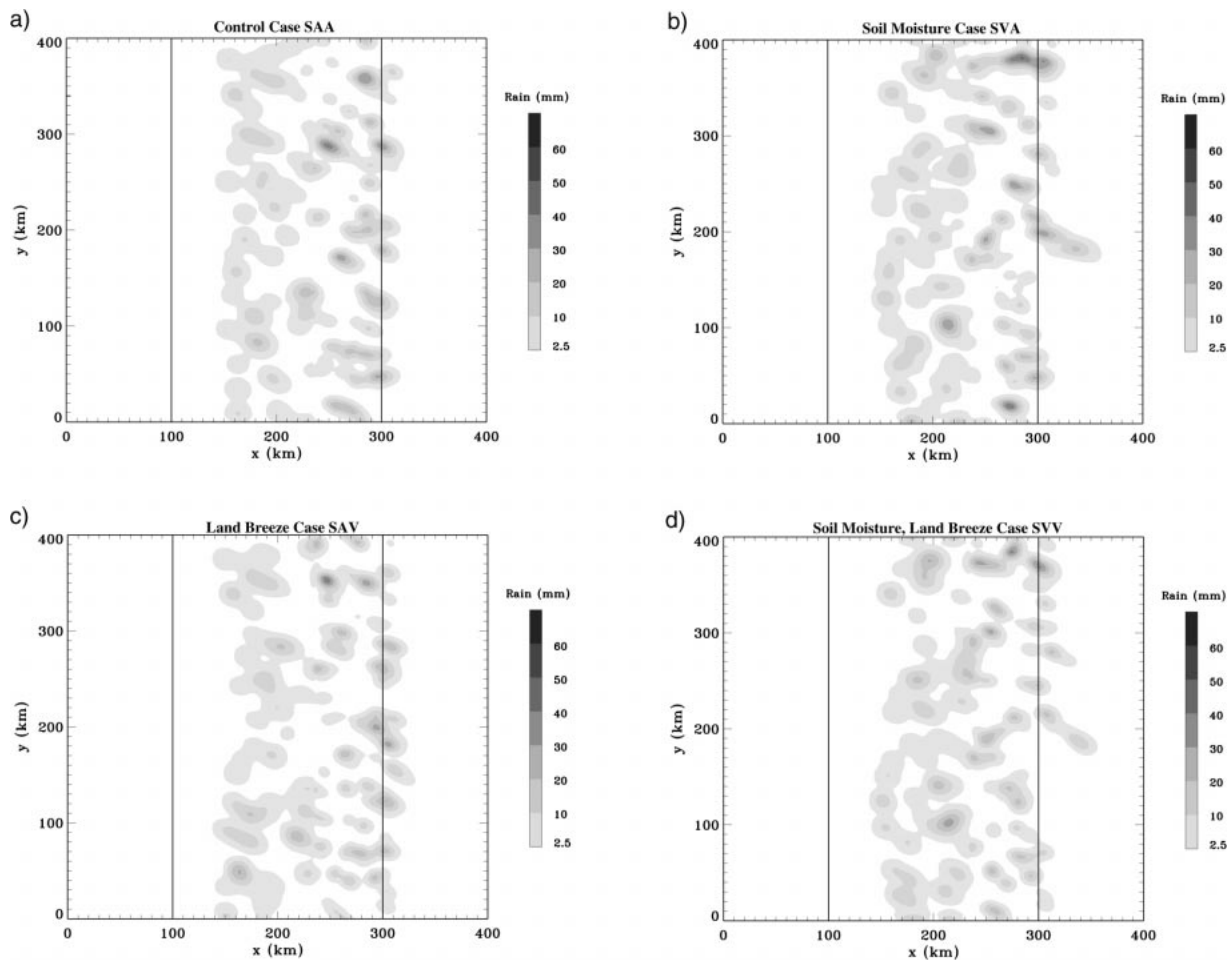 a)
Control Case SAA
400
300
200
100
0
y (km)
0 100 200 300 400
x (km)
Rain (mm)
60
50
40
30
20
10
2.5
b)
Soil Moisture Case SVA
400
300
200
100
0
y (km)
0 100 200 300 400
x (km)
Rain (mm)
60
50
40
30
20
10
2.5
c)
Land Breeze Case SAV
400
300
200
100
0
y (km)
0 100 200 300 400
x (km)
Rain (mm)
60
50
40
30
20
10
2.5
d)
Soil Moisture, Land Breeze Case SVV
400
300
200
100
0
y (km)
0 100 200 300 400
x (km)
Rain (mm)
60
50
40
30
20
10
2.5